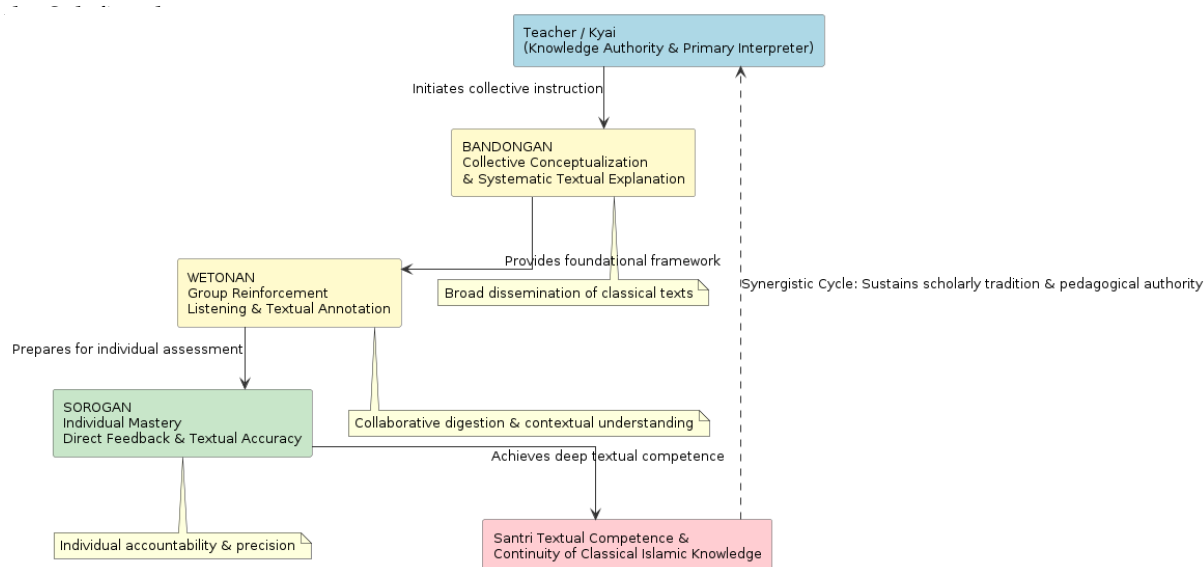 Teacher / Kyai
(Knowledge Authority & Primary Interpreter)
Initiates collective instruction
BANDONGAN
Collective Conceptualization
& Systematic Textual Explanation
Provides foundational framework
Broad dissemination of classical texts
WETONAN
Group Reinforcement
Listening & Textual Annotation
Synergistic Cycle: Sustains scholarly tradition & pedagogical authority
Prepares for individual assessment
Collaborative digestion & contextual understanding
SOROGAN
Individual Mastery
Direct Feedback & Textual Accuracy
Achieves deep textual competence
Individual accountability & precision
Santri Textual Competence &
Continuity of Classical Islamic Knowledge